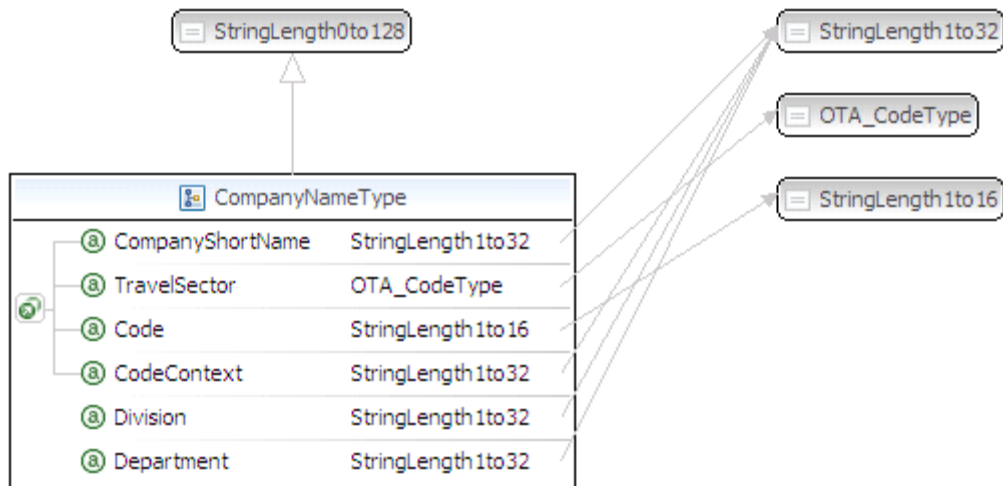 StringLength0to128
StringLength1to32
OTA_CodeType
StringLength1to16
CompanyNameType
CompanyShortName StringLength1to32
TravelSector OTA_CodeType
Code StringLength1to16
CodeContext StringLength1to32
Division StringLength1to32
Department StringLength1to32